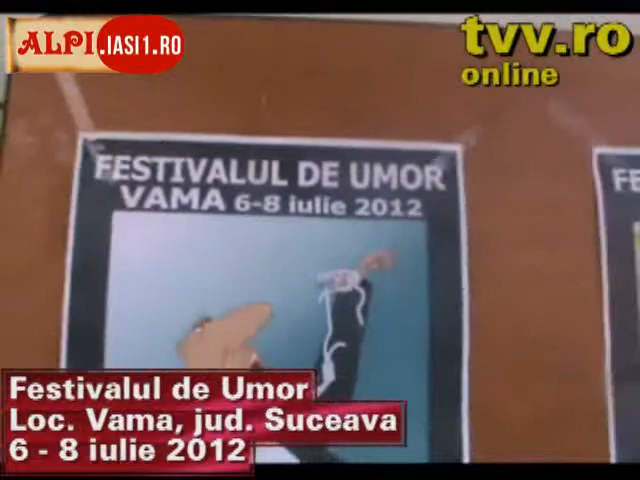 ALPI.IASI1.RO
tvv.ro
online
FESTIVALUL DE UMOR
VAMA 6-8 iulie 2012
FE
Festivalul de Umor
Loc. Vama, jud. Suceava
6 - 8 iulie 2012